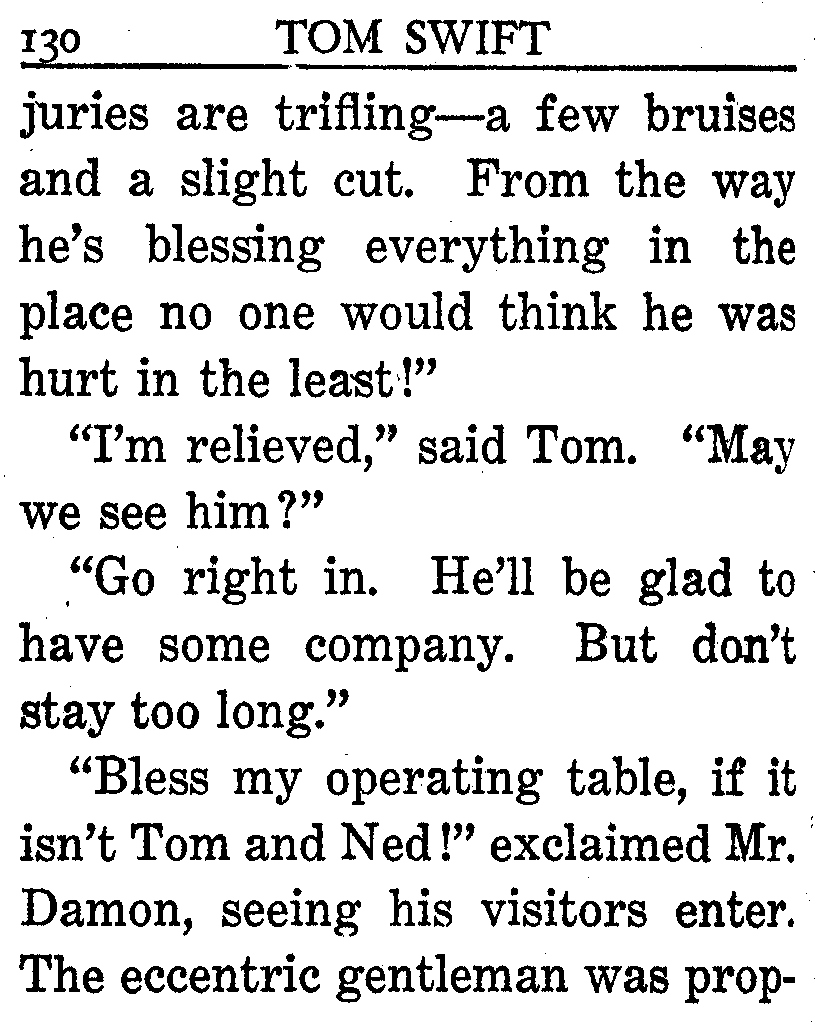 130 TOM SWIFT
juries are trifling—a few bruises
and a slight cut. From the way
he's blessing everything in the
place no one would think he was
hurt in the least!"
"I'm relieved," said Tom. "May
we see him?"
"Go right in. He'll be glad to
have some company. But don't
stay too long."
"Bless my operating table, if it
isn't Tom and Ned!" exclaimed Mr.
Damon, seeing his visitors enter.
The eccentric gentleman was prop-